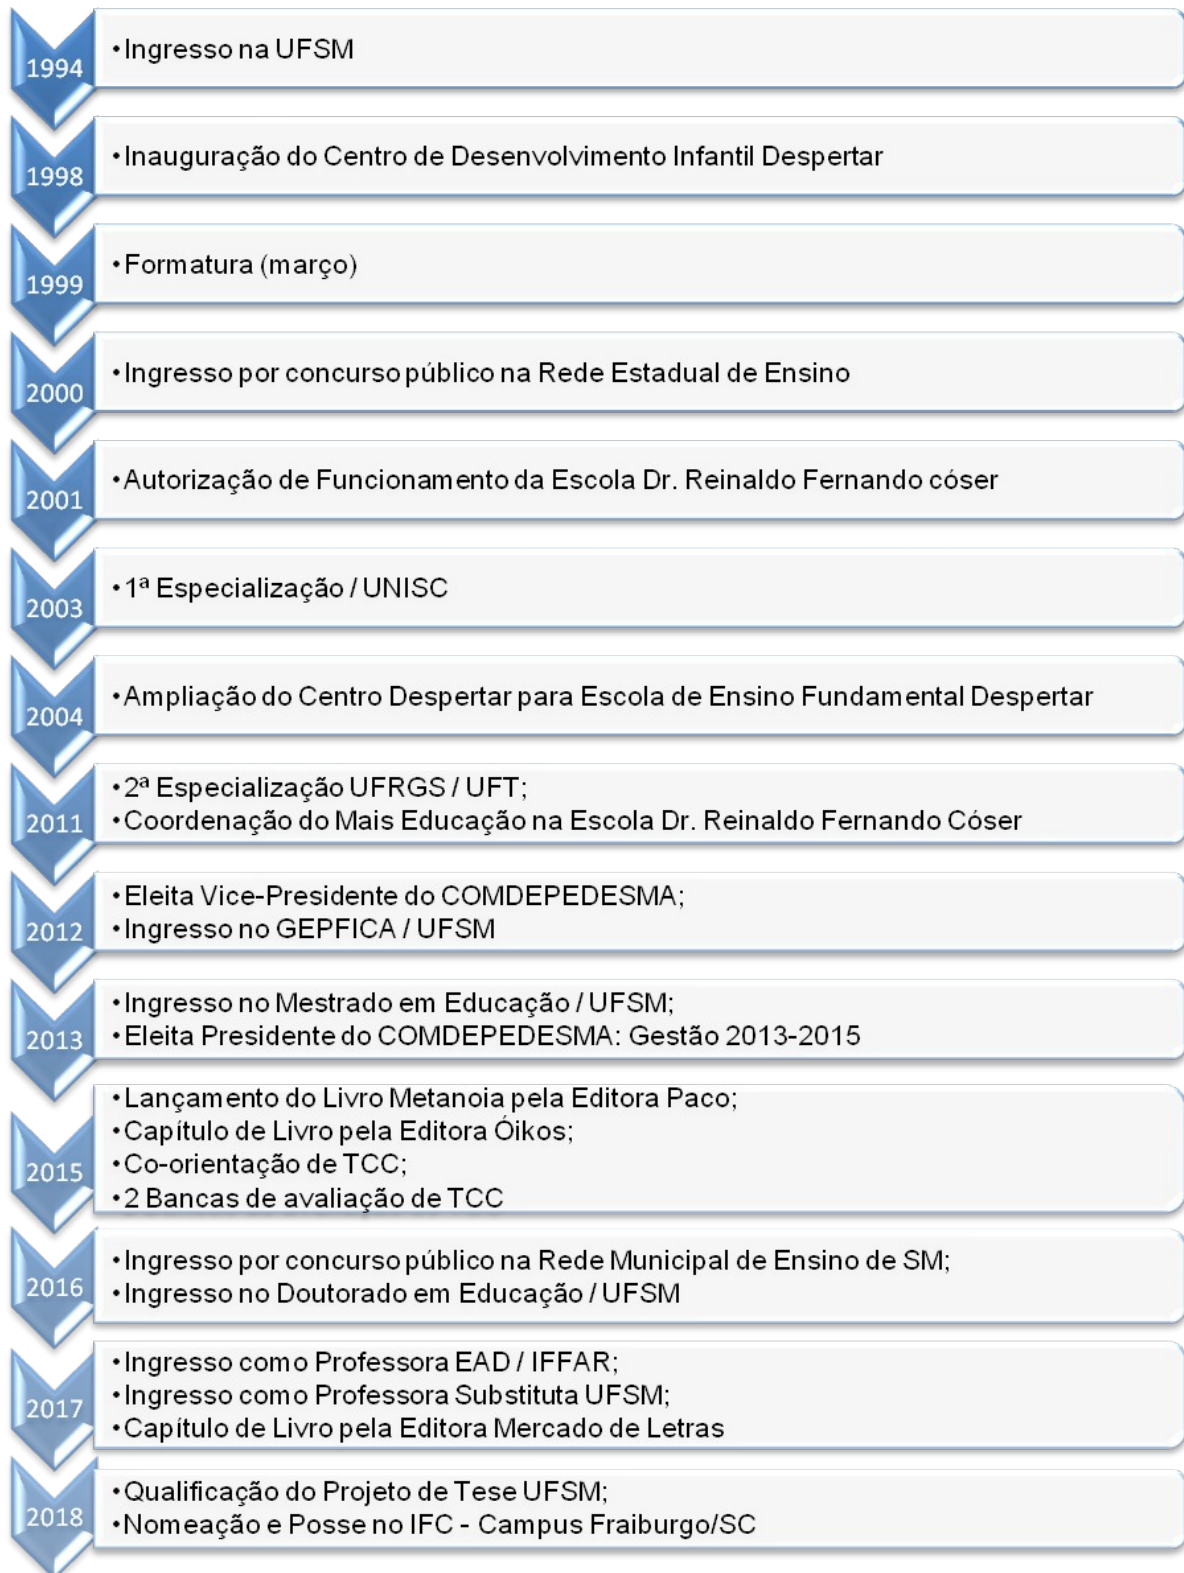 1994
•Ingresso na UFSM
1998
•Inauguração do Centro de Desenvolvimento Infantil Despertar
1999
•Formatura (março)
2000
•Ingresso por concurso público na Rede Estadual de Ensino
2001
•Autorização de Funcionamento da Escola Dr. Reinaldo Fernando cóser
2003
•1ª Especialização / UNISC
2004
•Ampliação do Centro Despertar para Escola de Ensino Fundamental Despertar
2011
•2ª Especialização UFRGS / UFT;
•Coordenação do Mais Educação na Escola Dr. Reinaldo Fernando Cóser
2012
•Eleita Vice-Presidente do COMDEPEDESMA;
•Ingresso no GEPFICA / UFSM
2013
•Ingresso no Mestrado em Educação / UFSM;
•Eleita Presidente do COMDEPEDESMA: Gestão 2013-2015
2015
•Lançamento do Livro Metanoia pela Editora Paco;
•Capítulo de Livro pela Editora Óikos;
•Co-orientação de TCC;
•2 Bancas de avaliação de TCC
2016
•Ingresso por concurso público na Rede Municipal de Ensino de SM;
•Ingresso no Doutorado em Educação / UFSM
2017
•Ingresso como Professora EAD / IFFAR;
•Ingresso como Professora Substituta UFSM;
•Capítulo de Livro pela Editora Mercado de Letras
2018
•Qualificação do Projeto de Tese UFSM;
•Nomeação e Posse no IFC - Campus Fraiburgo/SC